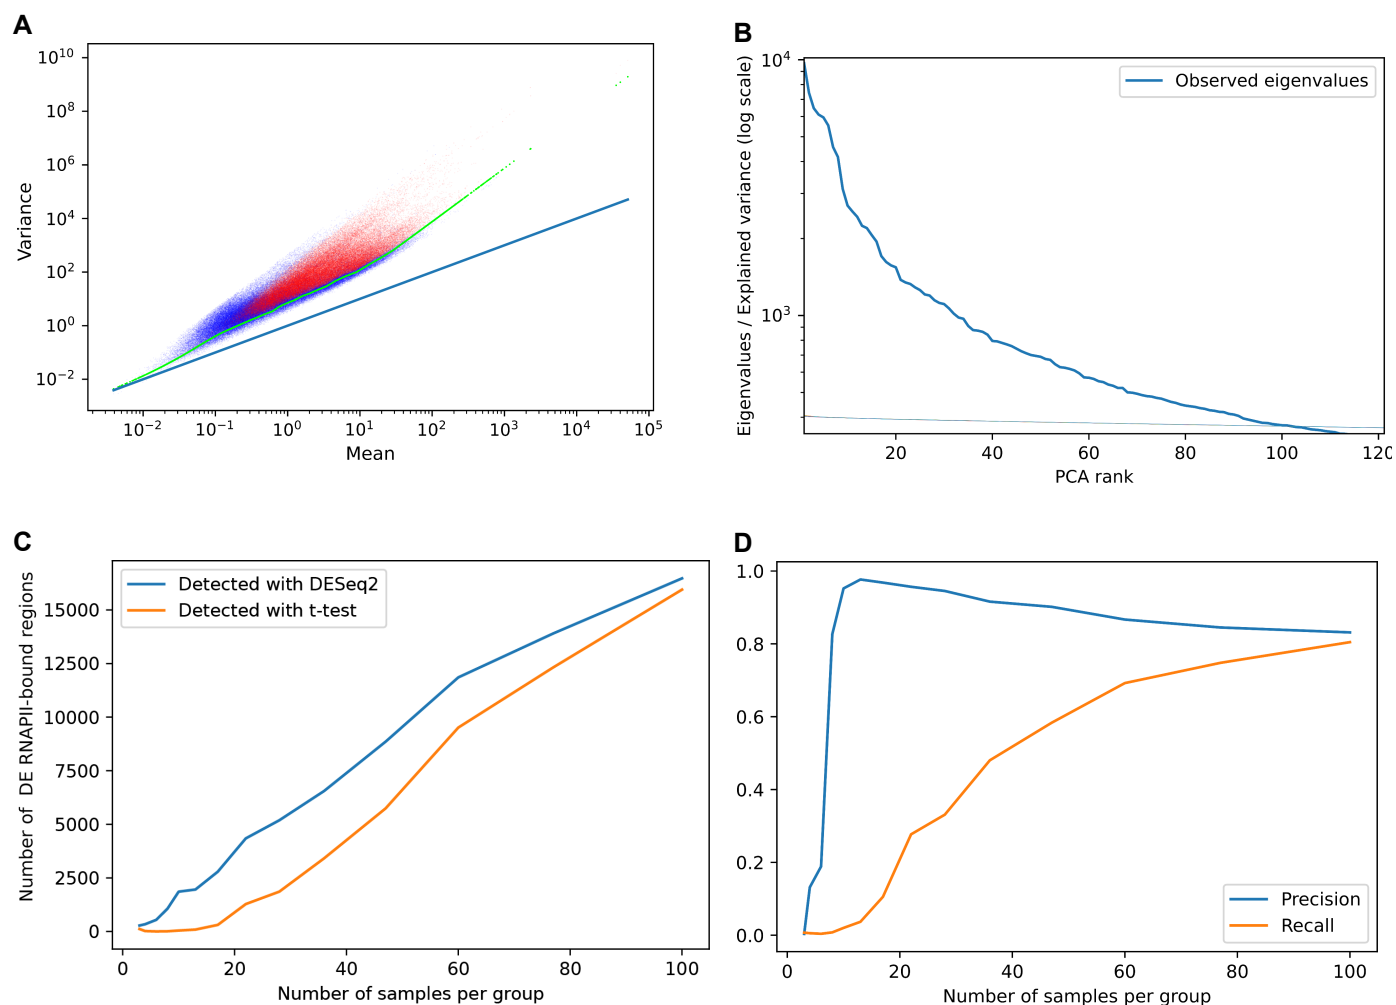 A
10^10
10^8
10^6
10^4
10^2
10^0
10^−2
Variance
10^−2 10^−1 10^0 10^1 10^2 10^3 10^4 10^5
Mean
B
10^4
10^3
Eigenvalues / Explained variance (log scale)
Observed eigenvalues
20 40 60 80 100 120
PCA rank
C
Number of DE RNAPII-bound regions
15000
12500
10000
7500
5000
2500
0
Detected with DESeq2
Detected with t-test
0 20 40 60 80 100
Number of samples per group
D
1.0
0.8
0.6
0.4
0.2
0.0
Precision
Recall
0 20 40 60 80 100
Number of samples per group